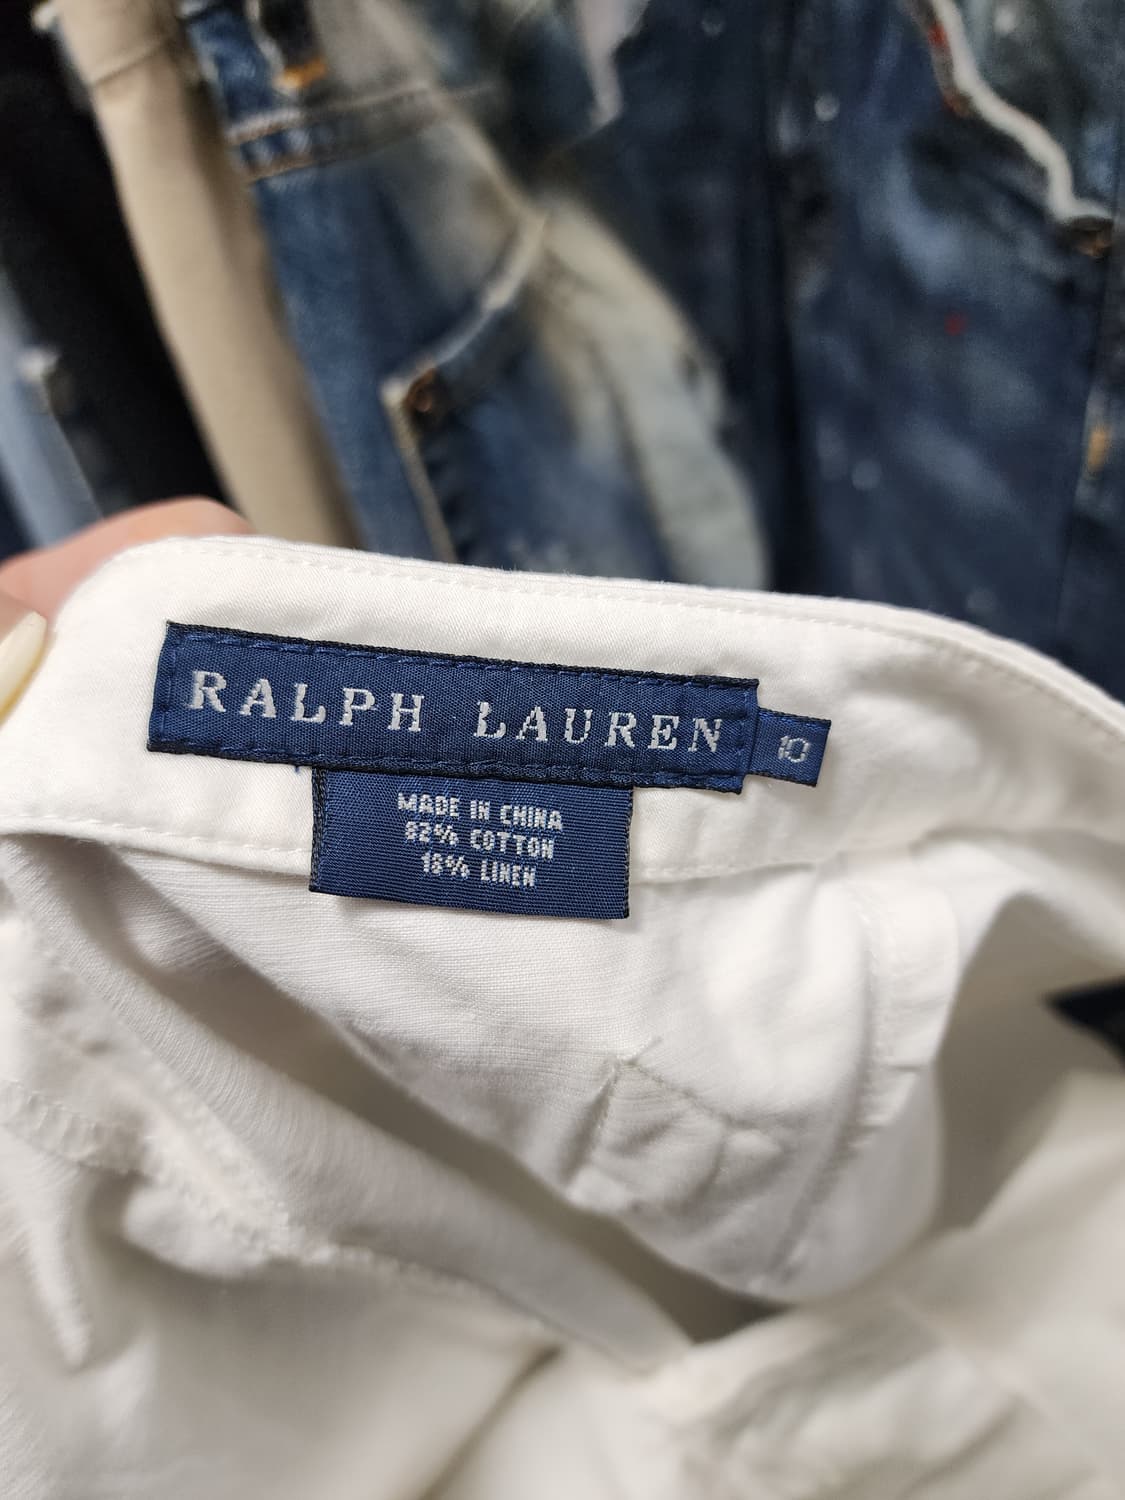 RALPH LAUREN
10
MADE IN CHINA
82% COTTON
18% LINEN